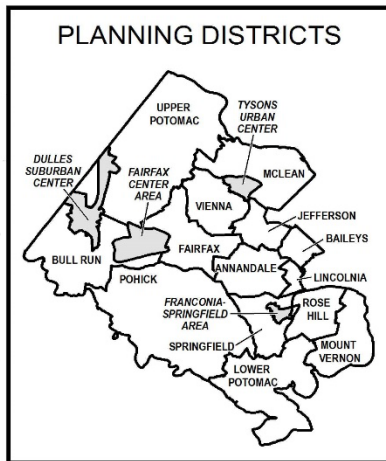 PLANNING DISTRICTS
UPPER
POTOMAC
TYSONS
URBAN
CENTER
DULLES
SUBURBAN
CENTER
FAIRFAX
CENTER
AREA
MCLEAN
VIENNA
JEFFERSON
BAILEYS
FAIRFAX
BULL RUN
ANNANDALE
POHICK
LINCOLNIA
FRANCONIA-
SPRINGFIELD
AREA
ROSE
HILL
SPRINGFIELD
MOUNT
VERNON
LOWER
POTOMAC